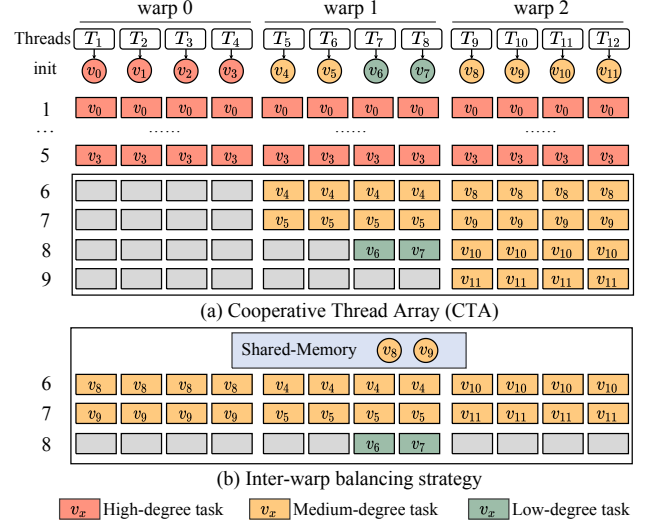 warp 0 warp 1 warp 2
Threads T1 T2 T3 T4 T5 T6 T7 T8 T9 T10 T11 T12
init v0 v1 v2 v3 v4 v5 v6 v7 v8 v9 v10 v11
1 v0 v0 v0 v0 v0 v0 v0 v0 v0 v0 v0 v0
... ...... ...... ......
5 v3 v3 v3 v3 v3 v3 v3 v3 v3 v3 v3 v3
6 v4 v4 v4 v4 v8 v8 v8 v8
7 v5 v5 v5 v5 v9 v9 v9 v9
8 v6 v7 v10 v10 v10 v10
9 v11 v11 v11 v11
(a) Cooperative Thread Array (CTA)
Shared-Memory v8 v9
6 v8 v8 v8 v8 v4 v4 v4 v4 v10 v10 v10 v10
7 v9 v9 v9 v9 v5 v5 v5 v5 v11 v11 v11 v11
8 v6 v7
(b) Inter-warp balancing strategy
vx High-degree task vx Medium-degree task vx Low-degree task